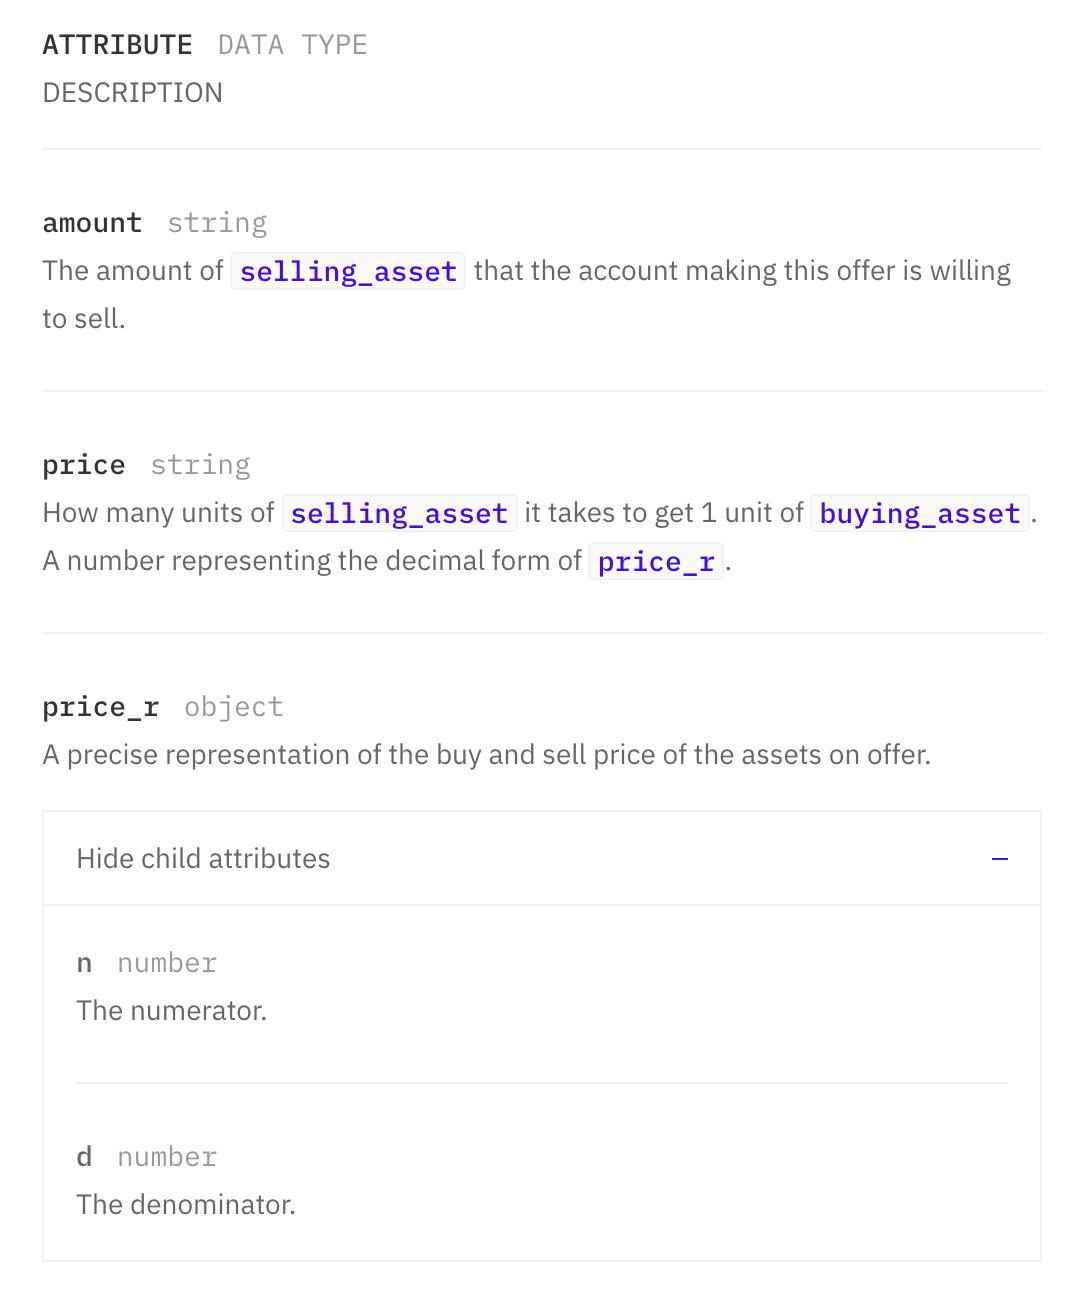 ATTRIBUTE DATA TYPE
DESCRIPTION
amount string
The amount of selling_asset that the account making this offer is willing
to sell.
price string
How many units of selling_asset it takes to get 1 unit of buying_asset.
A number representing the decimal form of price_r.
price_r object
A precise representation of the buy and sell price of the assets on offer.
Hide child attributes –
n number
The numerator.
d number
The denominator.